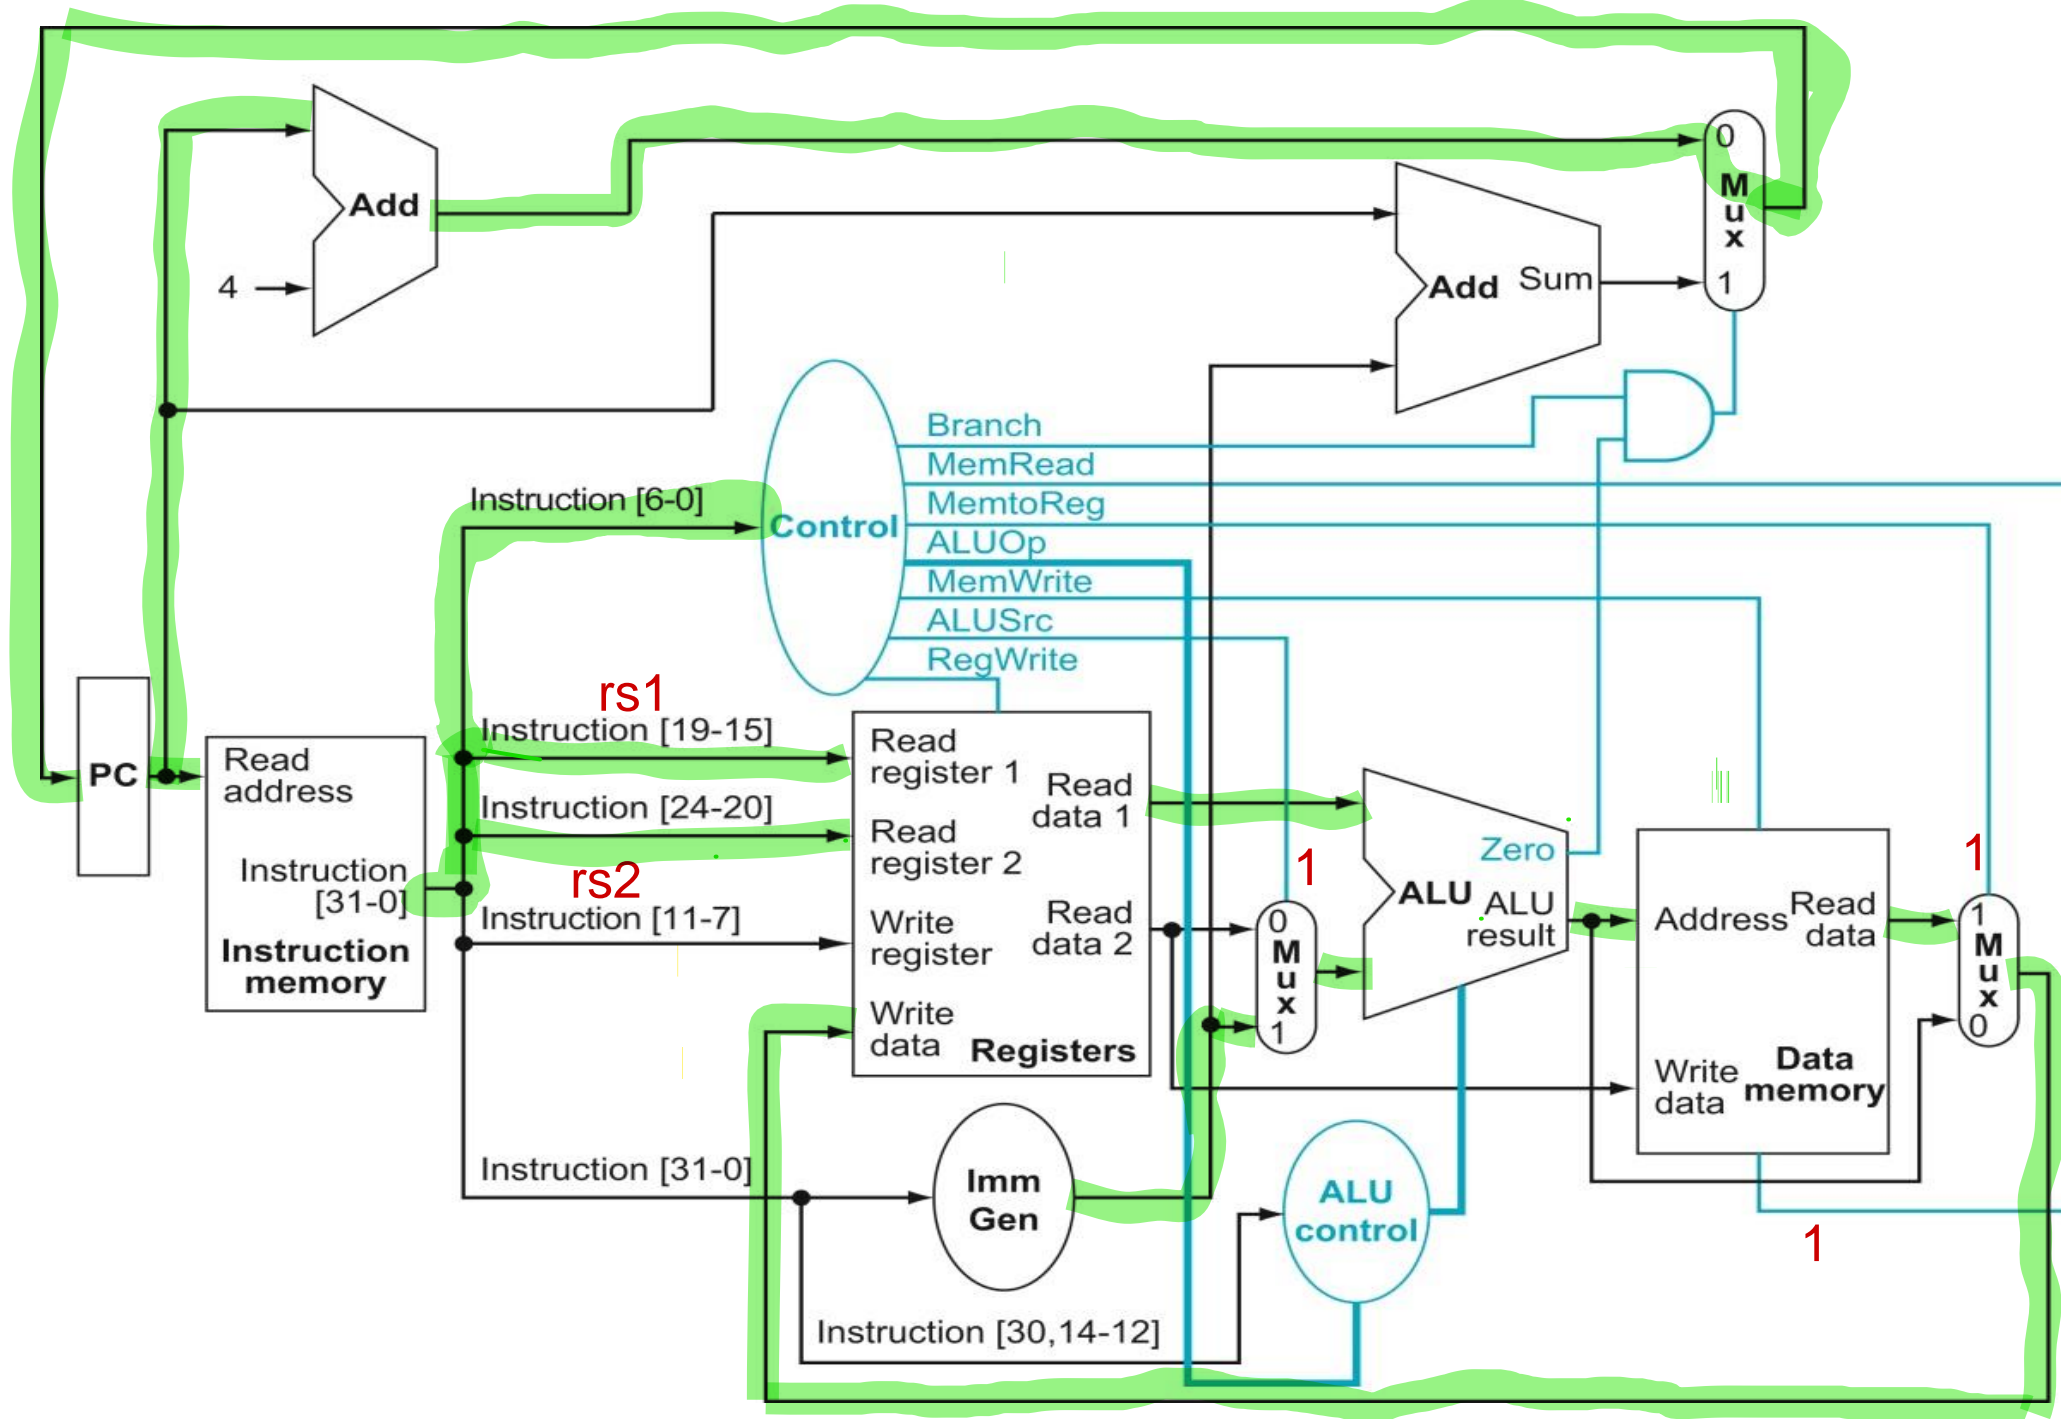 0
M
u
x
1
Add
Add Sum
4
Branch
MemRead
MemtoReg
ALUOp
MemWrite
ALUSrc
RegWrite
Instruction [6-0]
Control
rs1
Instruction [19-15]
Instruction [24-20]
rs2
Instruction [11-7]
PC
Read
address
Instruction
[31-0]
Instruction
memory
Read
register 1
Read
data 1
Read
register 2
Write
register
Read
data 2
Write
data
Registers
1
0
M
u
x
1
Zero
ALU
ALU
result
Address
Read
data
Write
data
Data
memory
1
1
M
u
x
0
Instruction [31-0]
Imm
Gen
ALU
control
1
Instruction [30,14-12]